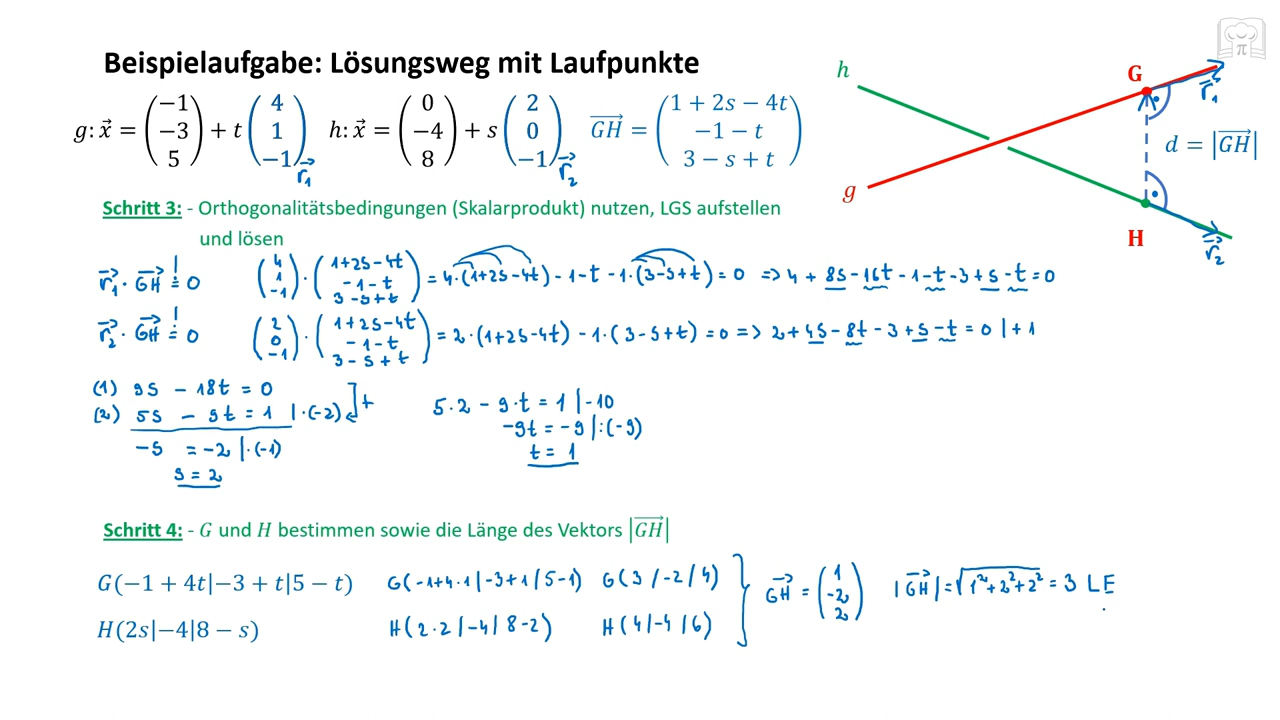 Beispielaufgabe: Lösungsweg mit Laufpunkte
g: x⃗ = (−1 −3 5) + t (4 1 −1) r⃗₁ h: x⃗ = (0 −4 8) + s (2 0 −1) r⃗₂ GH⃗ = (1 + 2s − 4t −1 − t 3 − s + t)
h
G
r⃗₁
d = |GH⃗|
g
H
r⃗₂
π
Schritt 3: - Orthogonalitätsbedingungen (Skalarprodukt) nutzen, LGS aufstellen
und lösen
r⃗₁ · GH⃗ =! 0 (4 1 −1) · (1+2s−4t −1−t 3−s+t) = 4·(1+2s−4t) − 1−t − 1·(3−s+t) = 0 => 4 + 8s − 16t − 1 − t − 3 + s − t = 0
r⃗₂ · GH⃗ =! 0 (2 0 −1) · (1+2s−4t −1−t 3−s+t) = 2·(1+2s−4t) − 1·(3−s+t) = 0 => 2 + 4s − 8t − 3 + s − t = 0 | +1
(1) 9s − 18t = 0
(2) 5s − 9t = 1 | ·(−2) +
−s = −2 | ·(−1)
s = 2
5·2 − 9·t = 1 | −10
−9t = −9 | :(−9)
t = 1
Schritt 4: - G und H bestimmen sowie die Länge des Vektors |GH⃗|
G(−1 + 4t|−3 + t|5 − t) G(−1+4·1|−3+1|5−1) G(3|−2|4)
H(2s|−4|8 − s) H(2·2|−4|8−2) H(4|−4|6)
GH⃗ = (1 −2 2) |GH⃗| = √(1²+2²+2²) = 3 LE